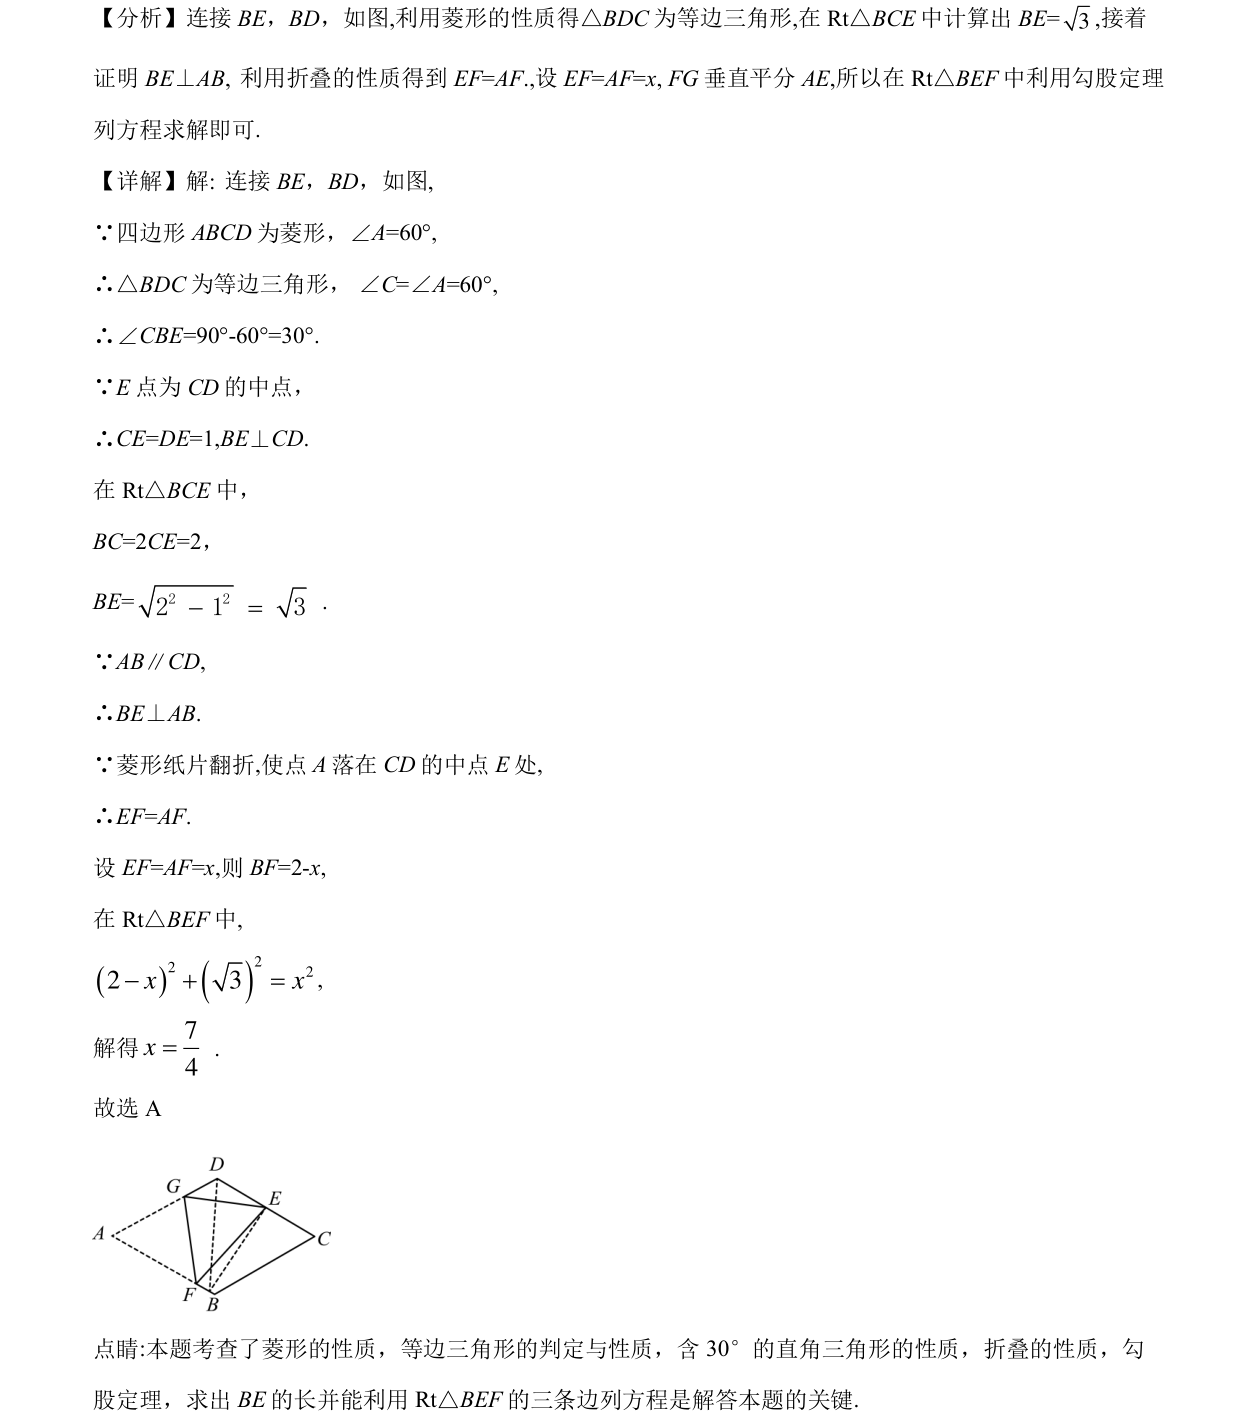 【分析】连接 BE，BD，如图,利用菱形的性质得△BDC 为等边三角形,在 Rt△BCE 中计算出 BE=√3,接着
证明 BE⊥AB, 利用折叠的性质得到 EF=AF.,设 EF=AF=x, FG 垂直平分 AE,所以在 Rt△BEF 中利用勾股定理
列方程求解即可.
【详解】解: 连接 BE，BD，如图,
∵四边形 ABCD 为菱形，∠A=60°,
∴△BDC 为等边三角形， ∠C=∠A=60°,
∴∠CBE=90°-60°=30°.
∵E 点为 CD 的中点，
∴CE=DE=1,BE⊥CD.
在 Rt△BCE 中，
BC=2CE=2，
BE=√(2² − 1²) = √3 .
∵AB∥CD,
∴BE⊥AB.
∵菱形纸片翻折,使点 A 落在 CD 的中点 E 处,
∴EF=AF.
设 EF=AF=x,则 BF=2-x,
在 Rt△BEF 中,
(2−x)²+(√3)²=x²,
解得 x=7/4 .
故选 A
D
G
E
A
C
F
B
点睛:本题考查了菱形的性质，等边三角形的判定与性质，含 30°的直角三角形的性质，折叠的性质，勾
股定理，求出 BE 的长并能利用 Rt△BEF 的三条边列方程是解答本题的关键.